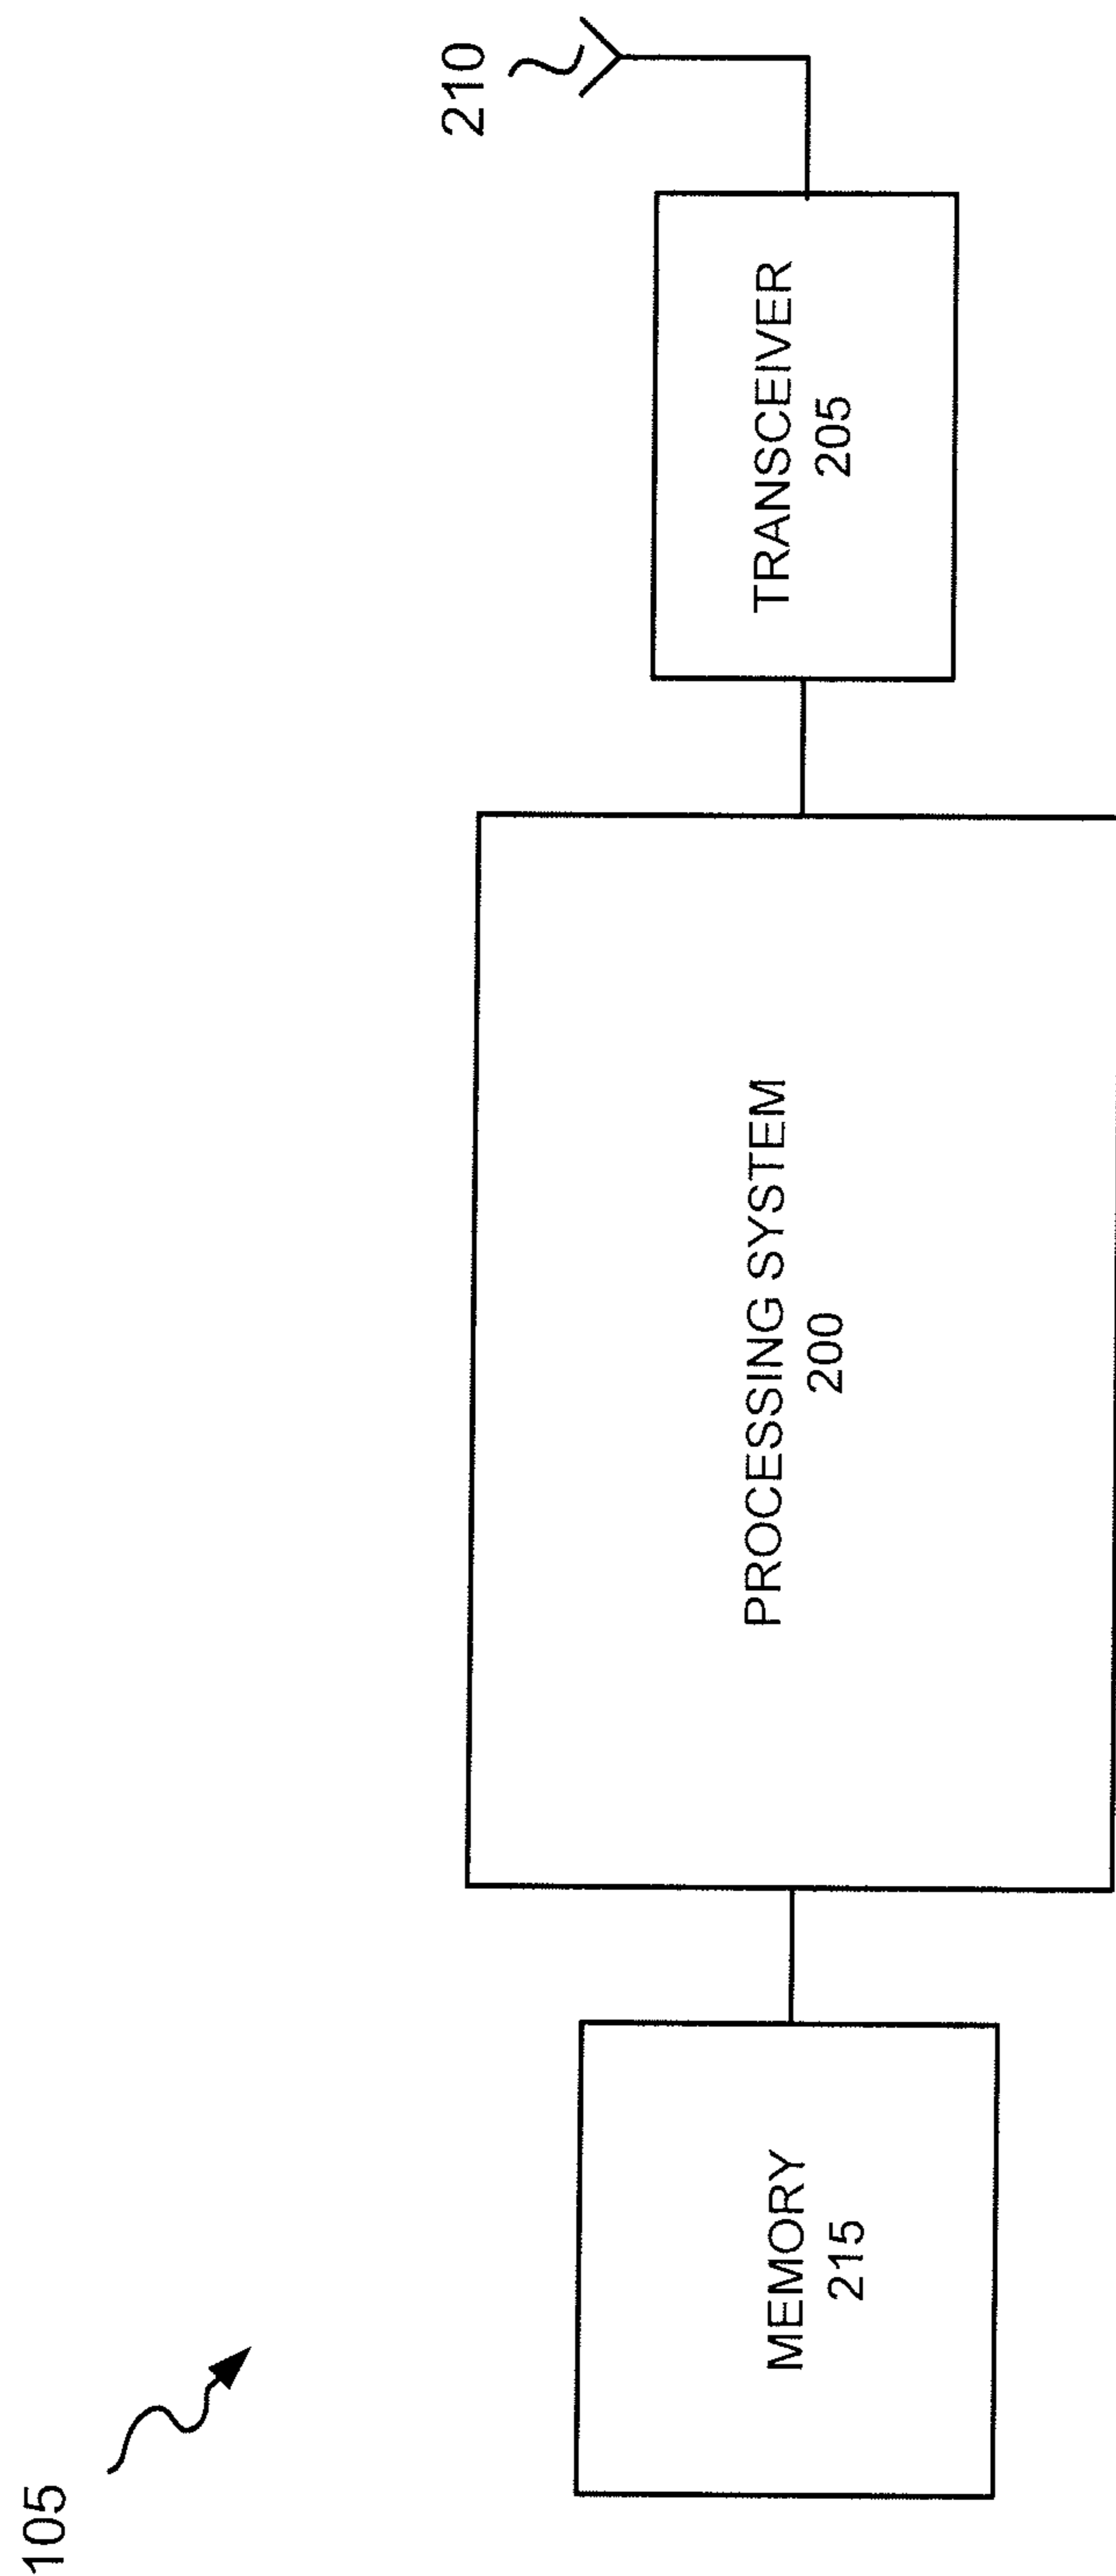 105
MEMORY
215
PROCESSING SYSTEM
200
TRANSCEIVER
205
210